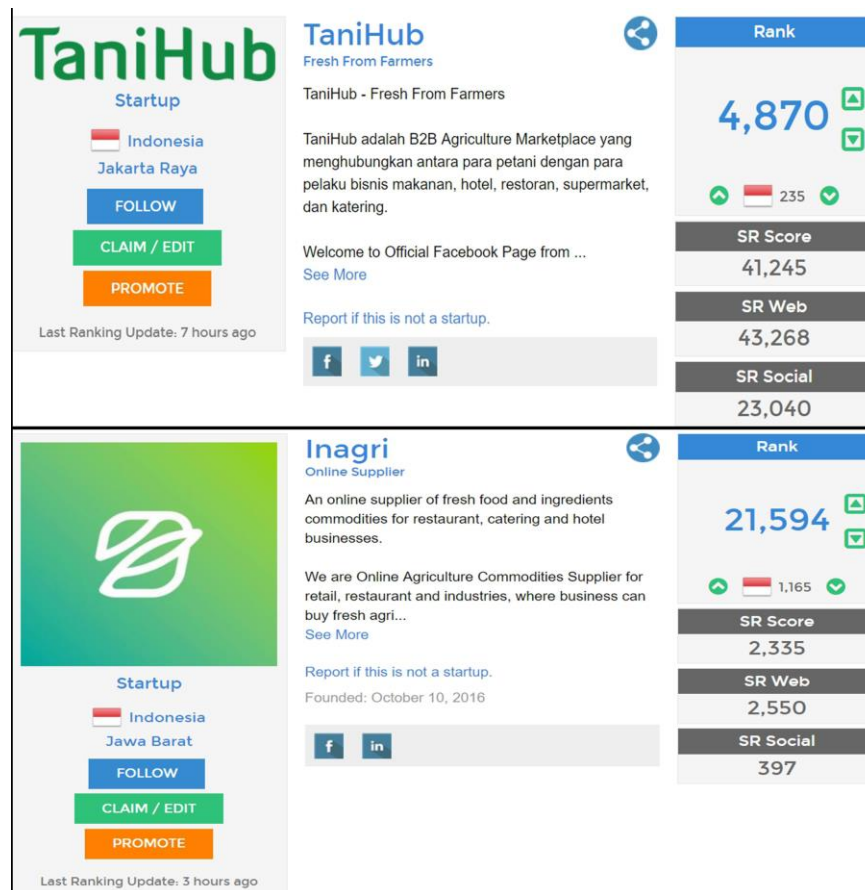 TaniHub
Startup
Indonesia
Jakarta Raya
FOLLOW
CLAIM / EDIT
PROMOTE
Last Ranking Update: 7 hours ago
TaniHub
Fresh From Farmers
TaniHub - Fresh From Farmers
TaniHub adalah B2B Agriculture Marketplace yang
menghubungkan antara para petani dengan para
pelaku bisnis makanan, hotel, restoran, supermarket,
dan katering.
Welcome to Official Facebook Page from ...
See More
Report if this is not a startup.
f
in
Rank
4,870
235
SR Score
41,245
SR Web
43,268
SR Social
23,040
Startup
Indonesia
Jawa Barat
FOLLOW
CLAIM / EDIT
PROMOTE
Last Ranking Update: 3 hours ago
Inagri
Online Supplier
An online supplier of fresh food and ingredients
commodities for restaurant, catering and hotel
businesses.
We are Online Agriculture Commodities Supplier for
retail, restaurant and industries, where business can
buy fresh agri...
See More
Report if this is not a startup.
Founded: October 10, 2016
f
in
Rank
21,594
1,165
SR Score
2,335
SR Web
2,550
SR Social
397